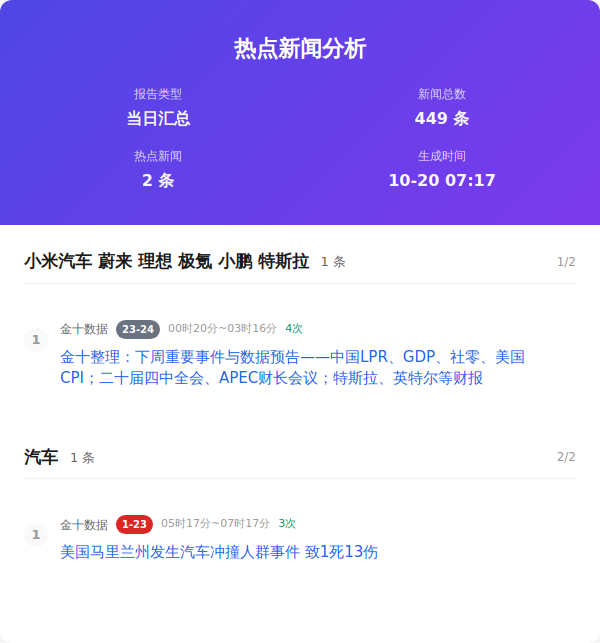 热点新闻分析
报告类型
新闻总数
当日汇总
449 条
热点新闻
生成时间
2 条
10-20 07:17
小米汽车 蔚来 理想 极氪 小鹏 特斯拉 1 条 1/2
1
金十数据 23-24 00时20分~03时16分 4次
金十整理：下周重要事件与数据预告——中国LPR、GDP、社零、美国
CPI；二十届四中全会、APEC财长会议；特斯拉、英特尔等财报
汽车 1 条 2/2
1
金十数据 1-23 05时17分~07时17分 3次
美国马里兰州发生汽车冲撞人群事件 致1死13伤